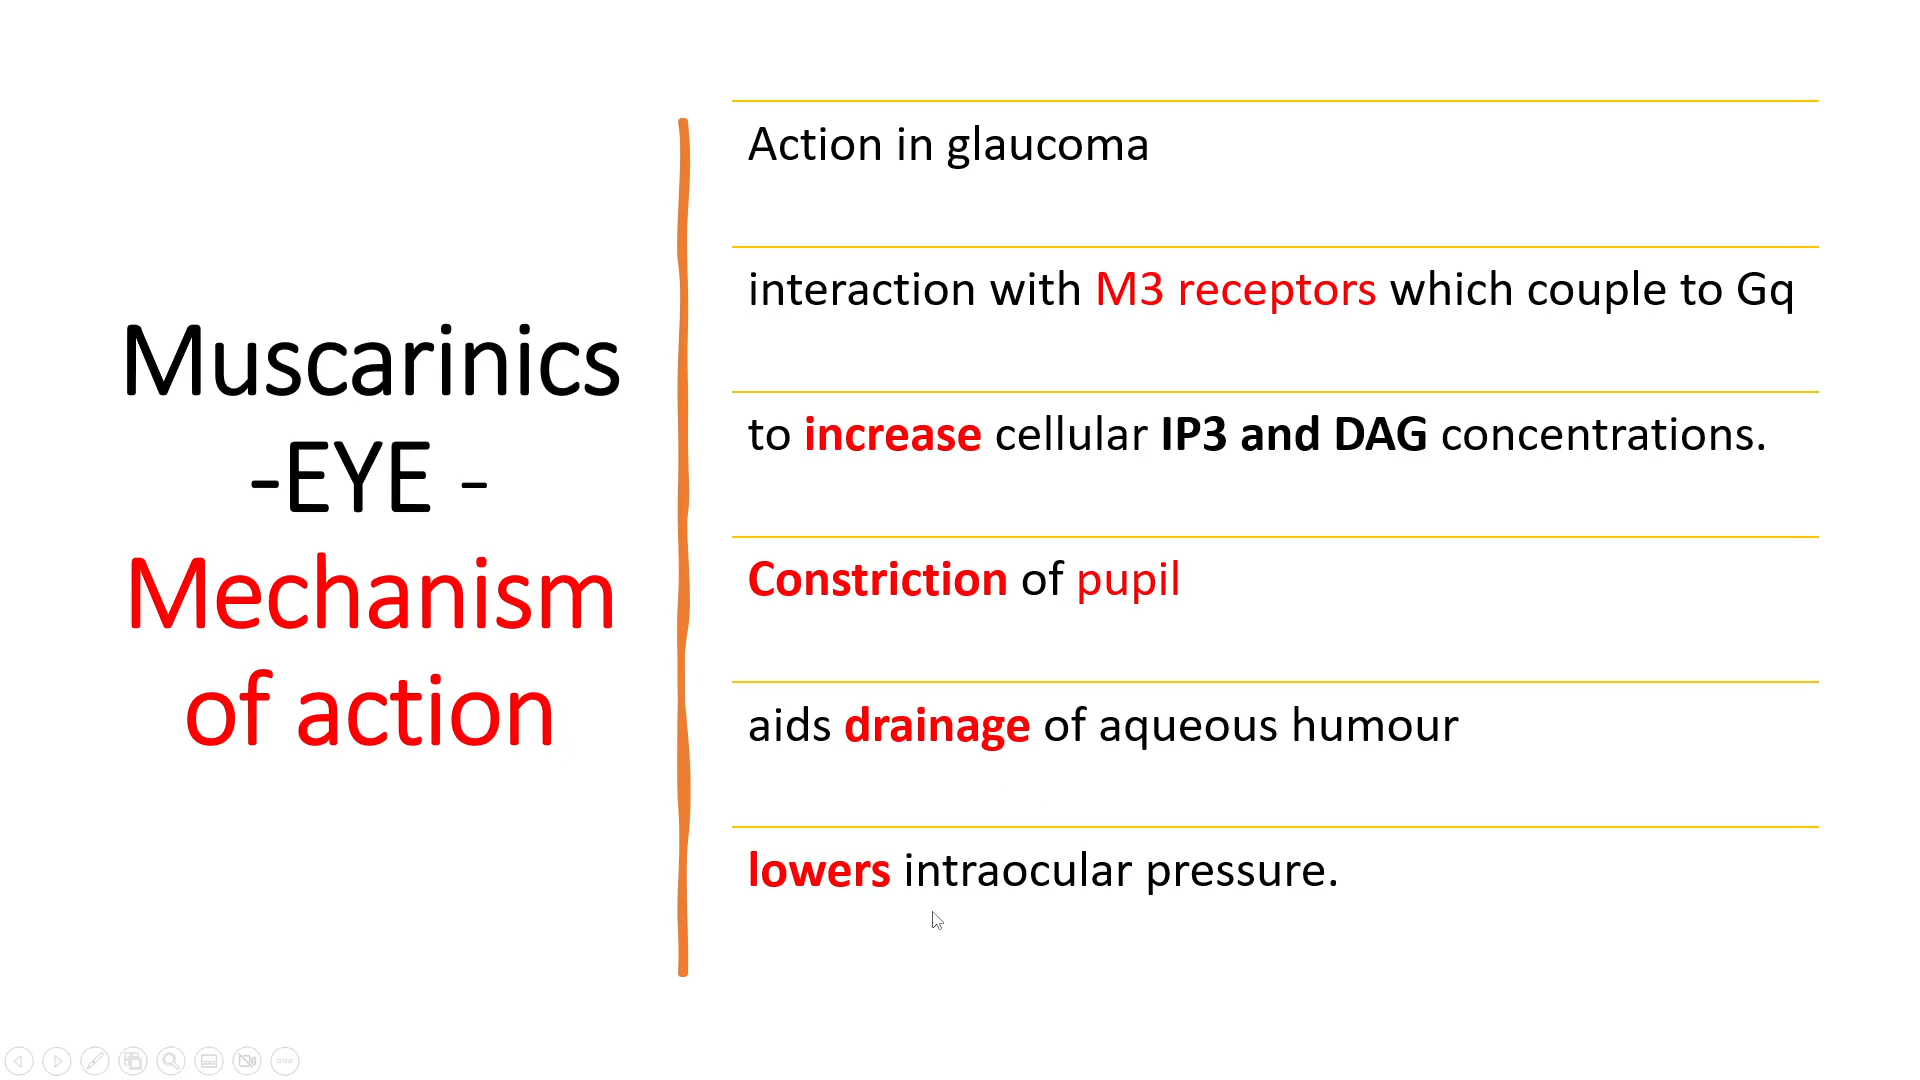 Muscarinics
-EYE -
Mechanism
of action
Action in glaucoma
interaction with M3 receptors which couple to Gq
to increase cellular IP3 and DAG concentrations.
Constriction of pupil
aids drainage of aqueous humour
lowers intraocular pressure.